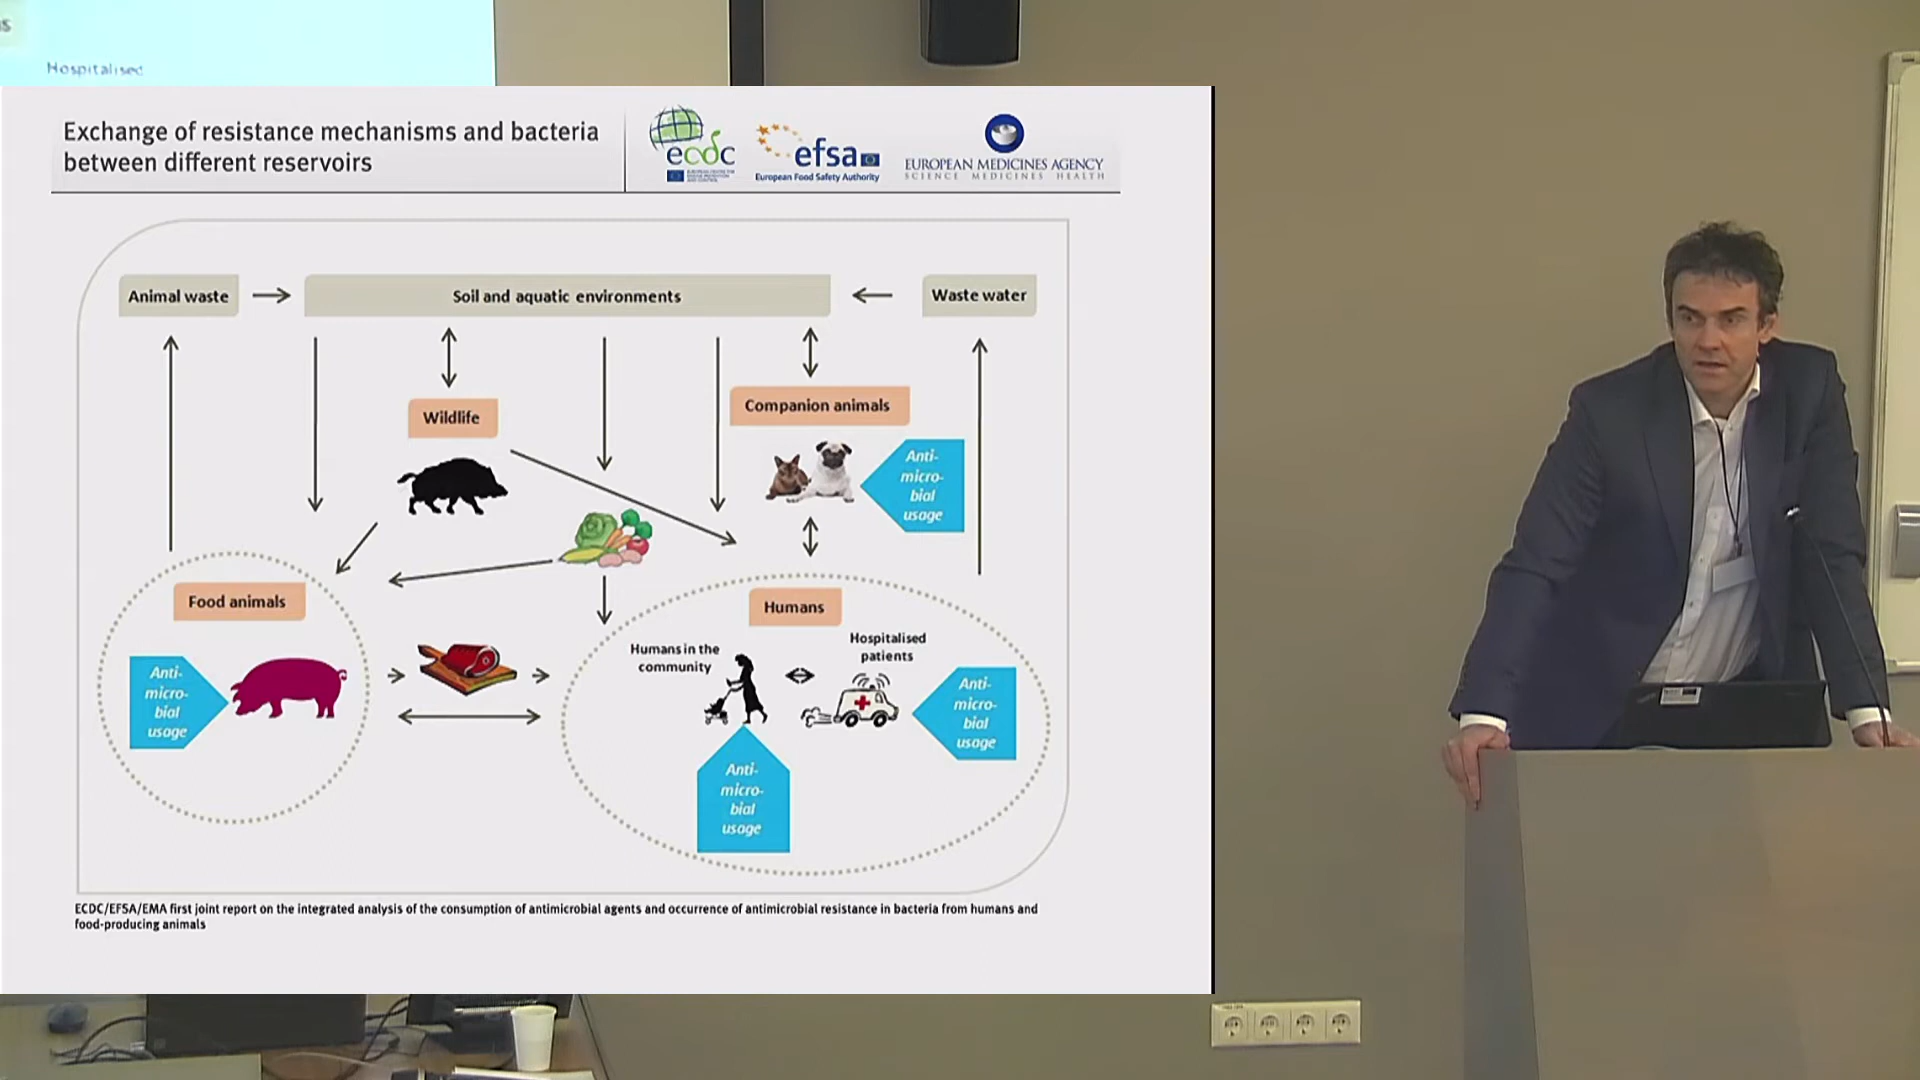 Hospitalised
Exchange of resistance mechanisms and bacteria
between different reservoirs
ecdc
efsa
European Food Safety Authority
EUROPEAN MEDICINES AGENCY
SCIENCE MEDICINES HEALTH
Animal waste
Soil and aquatic environments
Waste water
Wildlife
Companion animals
Anti-
micro-
bial
usage
Food animals
Humans
Humans in the
community
Hospitalised
patients
Anti-
micro-
bial
usage
Anti-
micro-
bial
usage
Anti-
micro-
bial
usage
ECDC/EFSA/EMA first joint report on the integrated analysis of the consumption of antimicrobial agents and occurrence of antimicrobial resistance in bacteria from humans and
food-producing animals